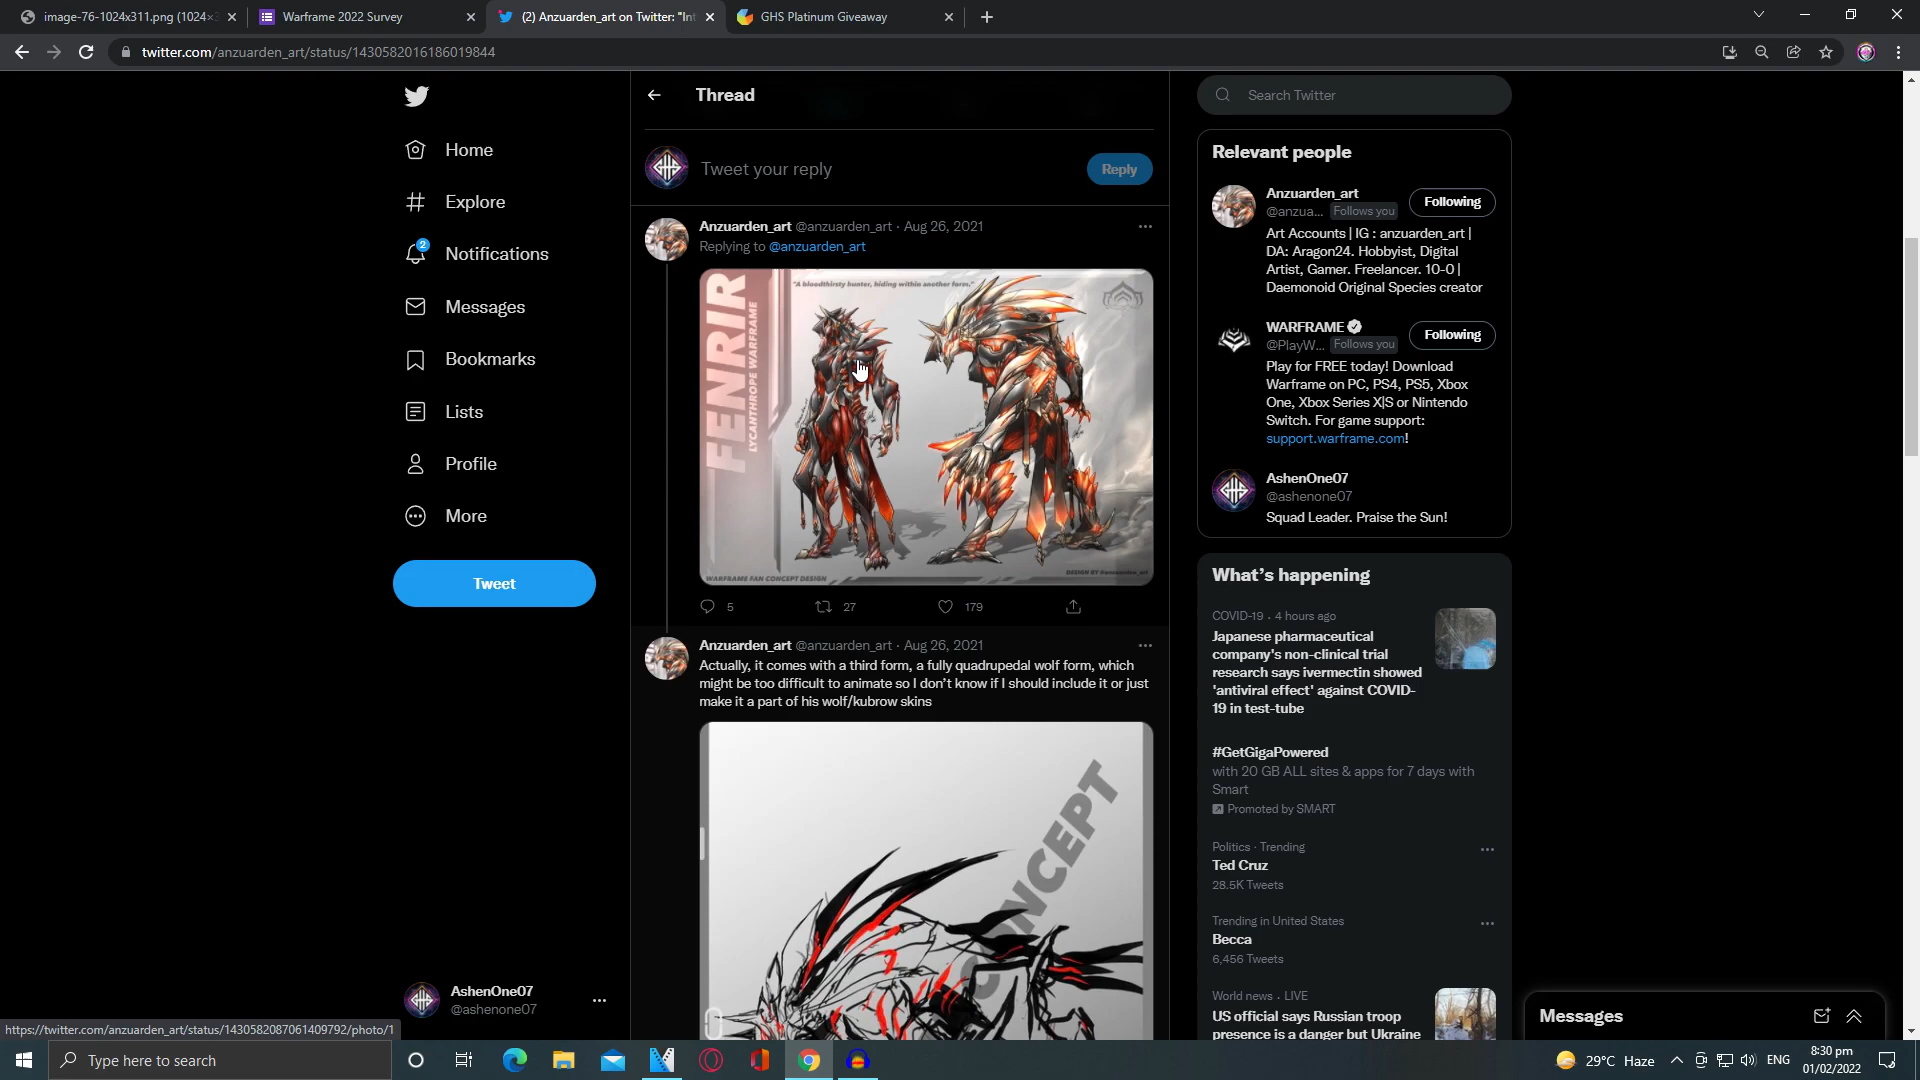 image-76-1024x311.png (1024×3
Warframe 2022 Survey
(2) Anzuarden_art on Twitter: "Int
GHS Platinum Giveaway
twitter.com/anzuarden_art/status/1430582016186019844
Home
Explore
2
Notifications
Messages
Bookmarks
Lists
Profile
More
Tweet
AshenOne07
@ashenone07
https://twitter.com/anzuarden_art/status/1430582087061409792/photo/1
Thread
Tweet your reply
Reply
Anzuarden_art @anzuarden_art · Aug 26, 2021
Replying to @anzuarden_art
"A bloodthirsty hunter, hiding within another form."
FENRIR
LYCANTHROPE WARFRAME
WARFRAME FAN CONCEPT DESIGN
DESIGN BY @anzuarden_art
5
27
179
Anzuarden_art @anzuarden_art · Aug 26, 2021
Actually, it comes with a third form, a fully quadrupedal wolf form, which
might be too difficult to animate so I don't know if I should include it or just
make it a part of his wolf/kubrow skins
CONCEPT
Search Twitter
Relevant people
Anzuarden_art
@anzua... Follows you
Following
Art Accounts | IG : anzuarden_art |
DA: Aragon24. Hobbyist, Digital
Artist, Gamer. Freelancer. 10-0 |
Daemonoid Original Species creator
WARFRAME
@PlayW... Follows you
Following
Play for FREE today! Download
Warframe on PC, PS4, PS5, Xbox
One, Xbox Series X|S or Nintendo
Switch. For game support:
support.warframe.com!
AshenOne07
@ashenone07
Squad Leader. Praise the Sun!
What's happening
COVID-19 · 4 hours ago
Japanese pharmaceutical
company's non-clinical trial
research says ivermectin showed
'antiviral effect' against COVID-
19 in test-tube
#GetGigaPowered
with 20 GB ALL sites & apps for 7 days with
Smart
Promoted by SMART
Politics · Trending
Ted Cruz
28.5K Tweets
Trending in United States
Becca
6,456 Tweets
World news · LIVE
US official says Russian troop
presence is a danger but Ukraine
Messages
Type here to search
29°C Haze
ENG
8:30 pm
01/02/2022